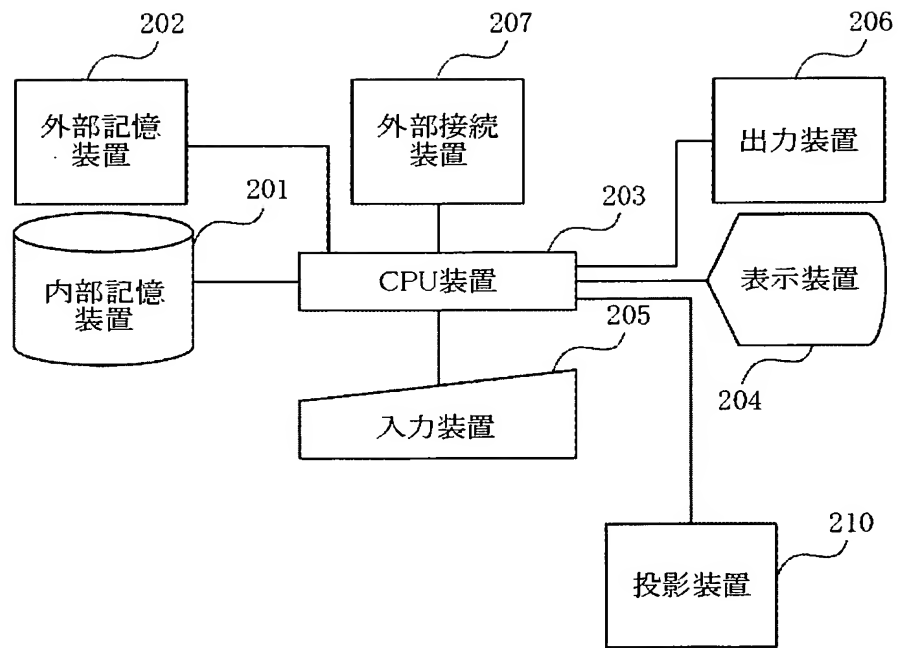 202
207
206
外部記憶
装置
外部接続
装置
出力装置
201
203
内部記憶
装置
CPU装置
表示装置
205
204
入力装置
210
投影装置